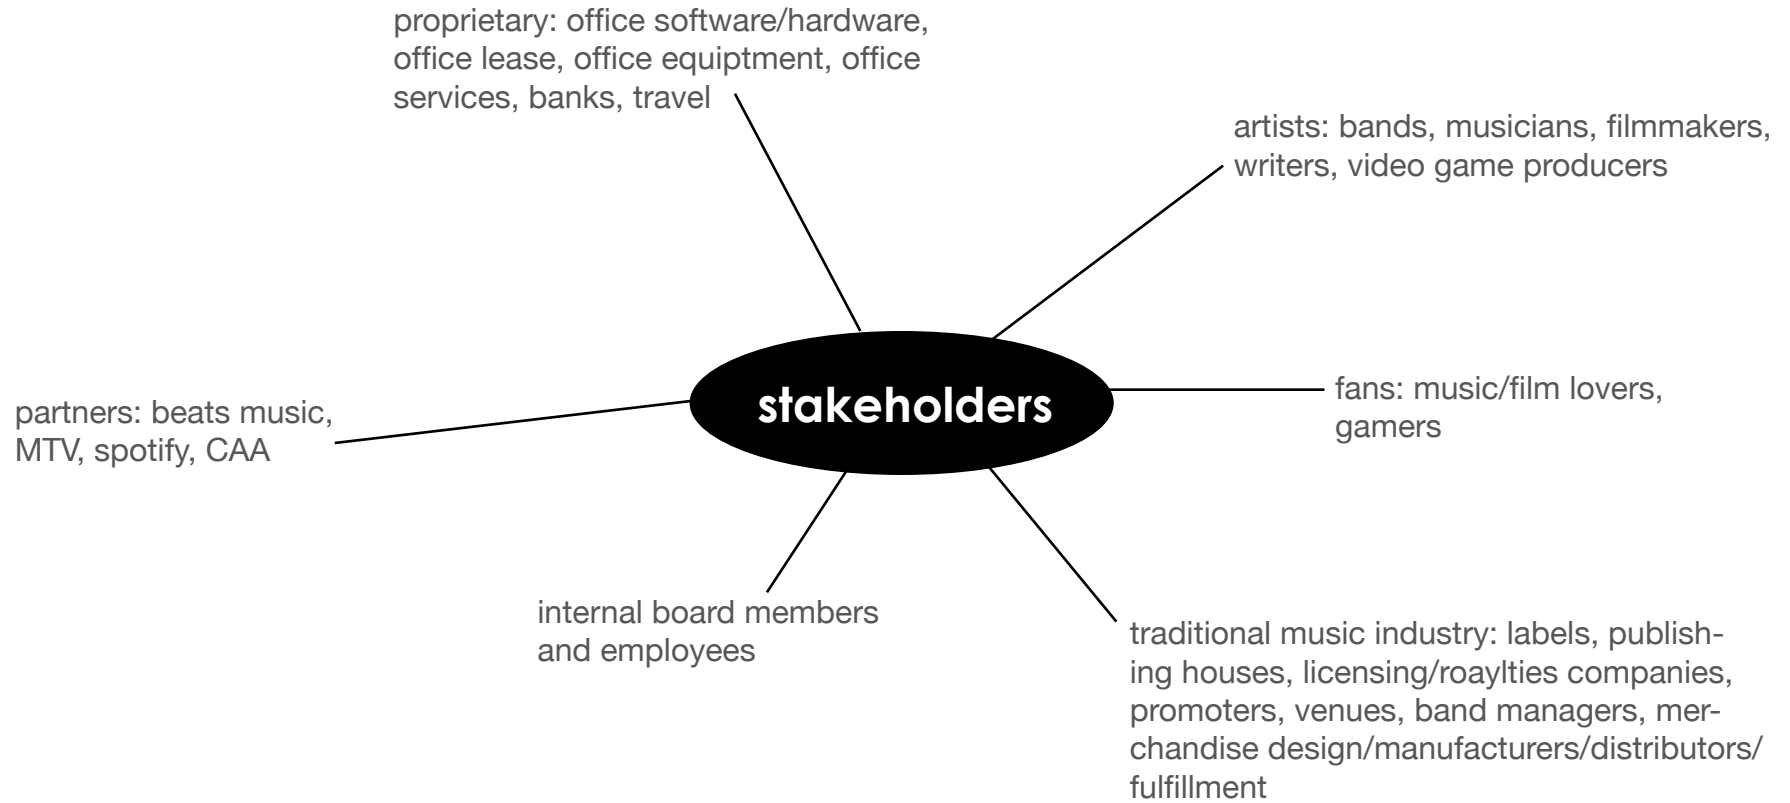 proprietary: office software/hardware,
office lease, office equiptment, office
services, banks, travel
artists: bands, musicians, filmmakers,
writers, video game producers
stakeholders
fans: music/film lovers,
gamers
partners: beats music,
MTV, spotify, CAA
internal board members
and employees
traditional music industry: labels, publish-
ing houses, licensing/roaylties companies,
promoters, venues, band managers, mer-
chandise design/manufacturers/distributors/
fulfillment